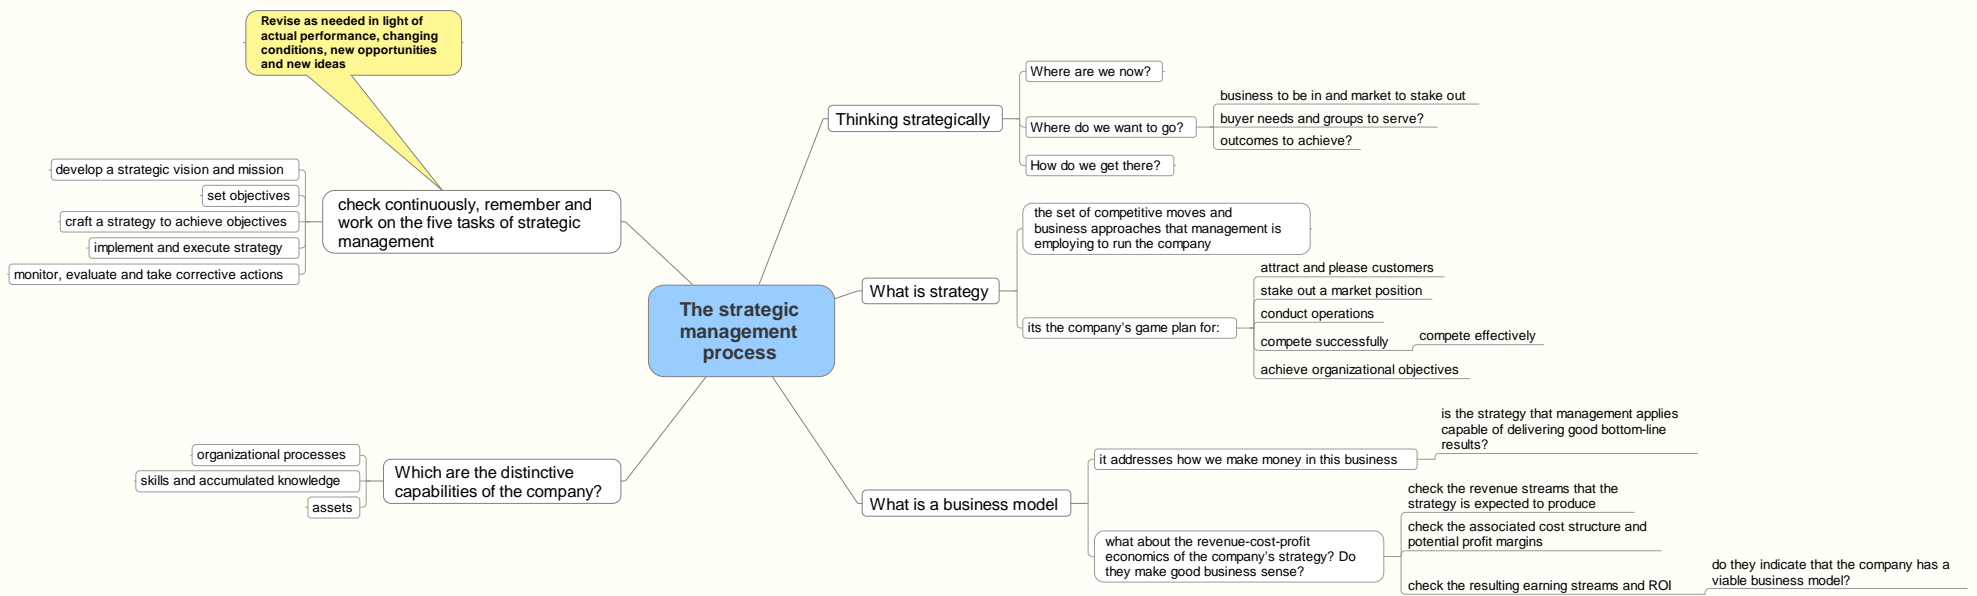 Revise as needed in light of
actual performance, changing
conditions, new opportunities
and new ideas
develop a strategic vision and mission
set objectives
craft a strategy to achieve objectives
implement and execute strategy
monitor, evaluate and take corrective actions
check continuously, remember and
work on the five tasks of strategic
management
The strategic
management
process
organizational processes
skills and accumulated knowledge
assets
Which are the distinctive
capabilities of the company?
Thinking strategically
Where are we now?
Where do we want to go?
business to be in and market to stake out
buyer needs and groups to serve?
outcomes to achieve?
How do we get there?
What is strategy
the set of competitive moves and
business approaches that management is
employing to run the company
its the company's game plan for:
attract and please customers
stake out a market position
conduct operations
compete successfully
compete effectively
achieve organizational objectives
What is a business model
it addresses how we make money in this business
is the strategy that management applies
capable of delivering good bottom-line
results?
what about the revenue-cost-profit
economics of the company's strategy? Do
they make good business sense?
check the revenue streams that the
strategy is expected to produce
check the associated cost structure and
potential profit margins
check the resulting earning streams and ROI
do they indicate that the company has a
viable business model?